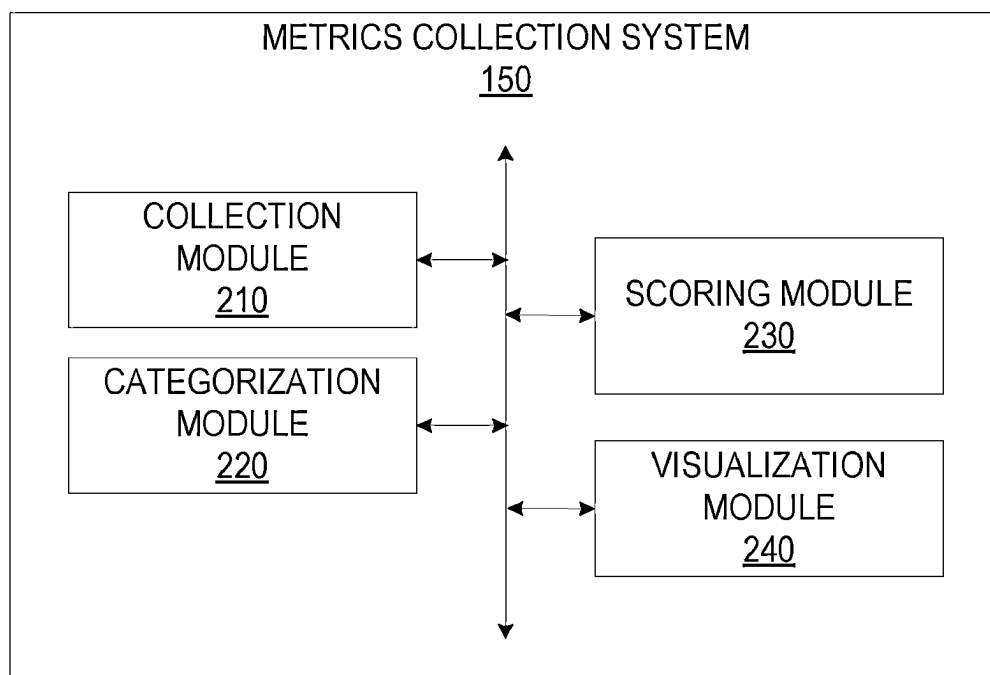 METRICS COLLECTION SYSTEM
150
COLLECTION
MODULE
210
CATEGORIZATION
MODULE
220
SCORING MODULE
230
VISUALIZATION
MODULE
240